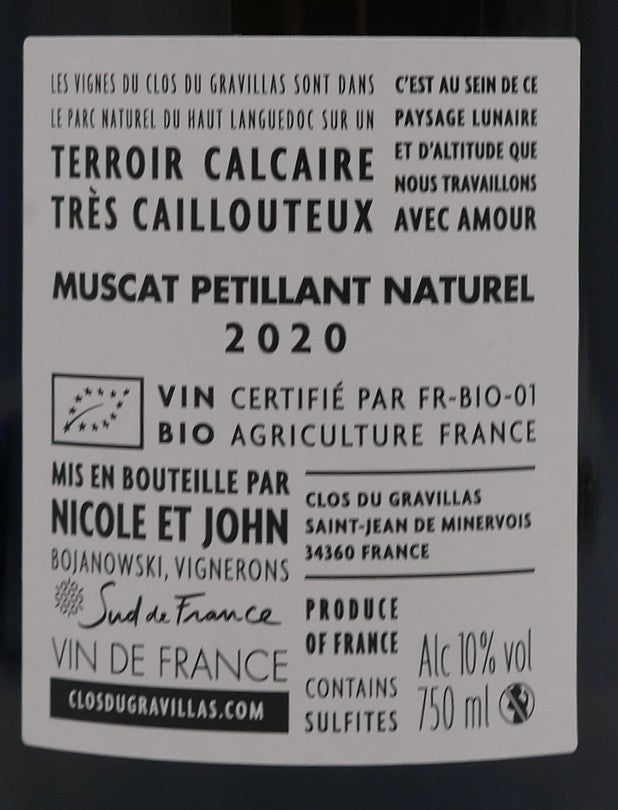 LES VIGNES DU CLOS DU GRAVILLAS SONT DANS
LE PARC NATUREL DU HAUT LANGUEDOC SUR UN
TERROIR CALCAIRE
TRÈS CAILLOUTEUX
C'EST AU SEIN DE CE
PAYSAGE LUNAIRE
ET D'ALTITUDE QUE
NOUS TRAVAILLONS
AVEC AMOUR
MUSCAT PETILLANT NATUREL
2020
VIN CERTIFIÉ PAR FR-BIO-01
BIO AGRICULTURE FRANCE
MIS EN BOUTEILLE PAR
NICOLE ET JOHN
BOJANOWSKI, VIGNERONS
Sud de France
VIN DE FRANCE
CLOSDUGRAVILLAS.COM
CLOS DU GRAVILLAS
SAINT-JEAN DE MINERVOIS
34360 FRANCE
PRODUCE
OF FRANCE
CONTAINS
SULFITES
Alc 10% vol
750 ml